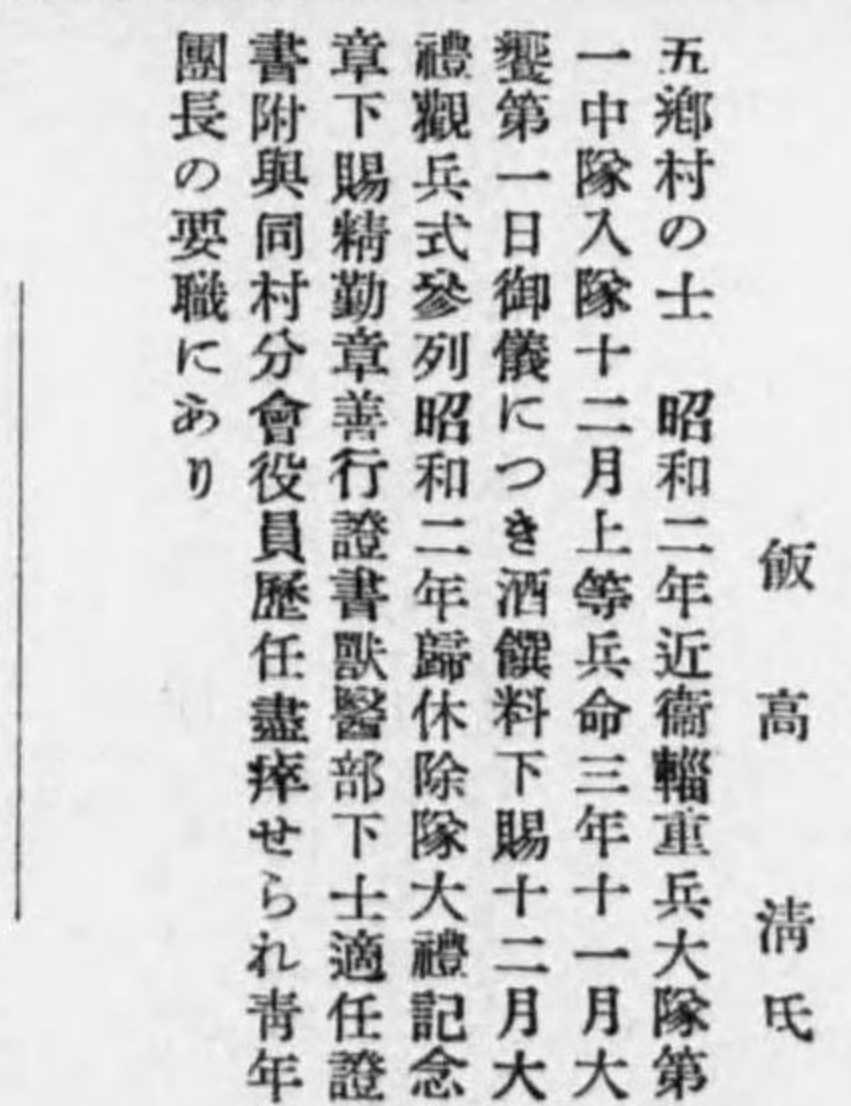 飯高淸氏
五鄕村の士　昭和二年近衞輜重兵大隊第
一中隊入隊十二月上等兵命三年十一月大
饗第一日御儀につき酒饌料下賜十二月大
禮觀兵式參列昭和二年歸休除隊大禮記念
章下賜精勤章善行證書獸醫部下士適任證
書附與同村分會役員歷任盡瘁せられ靑年
團長の要職にあり